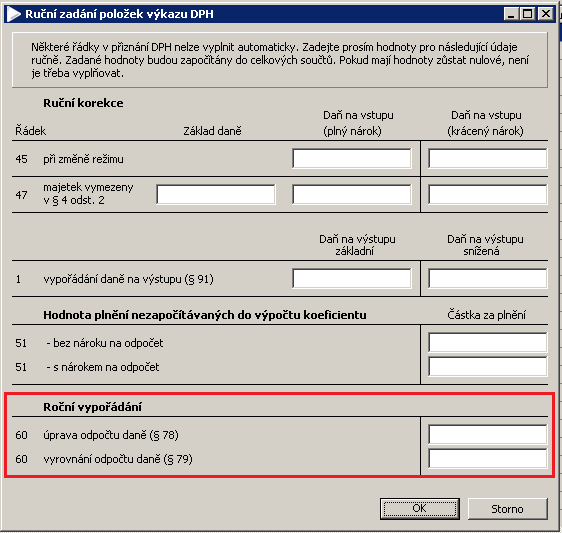 Ruční zadání položek výkazu DPH
Některé řádky v přiznání DPH nelze vyplnit automaticky. Zadejte prosím hodnoty pro následující údaje
ručně. Zadané hodnoty budou započítány do celkových součtů. Pokud mají hodnoty zůstat nulové, není
je třeba vyplňovat.
Ruční korekce
Řádek Základ daně Daň na vstupu (plný nárok) Daň na vstupu (krácený nárok)
45 při změně režimu
47 majetek vymezeny
v § 4 odst. 2
Daň na výstupu Daň na výstupu
základní snížená
1 vypořádání daně na výstupu (§ 91)
Hodnota plnění nezapočítávaných do výpočtu koeficientu Částka za plnění
51 - bez nároku na odpočet
51 - s nárokem na odpočet
Roční vypořádání
60 úprava odpočtu daně (§ 78)
60 vyrovnání odpočtu daně (§ 79)
OK Storno